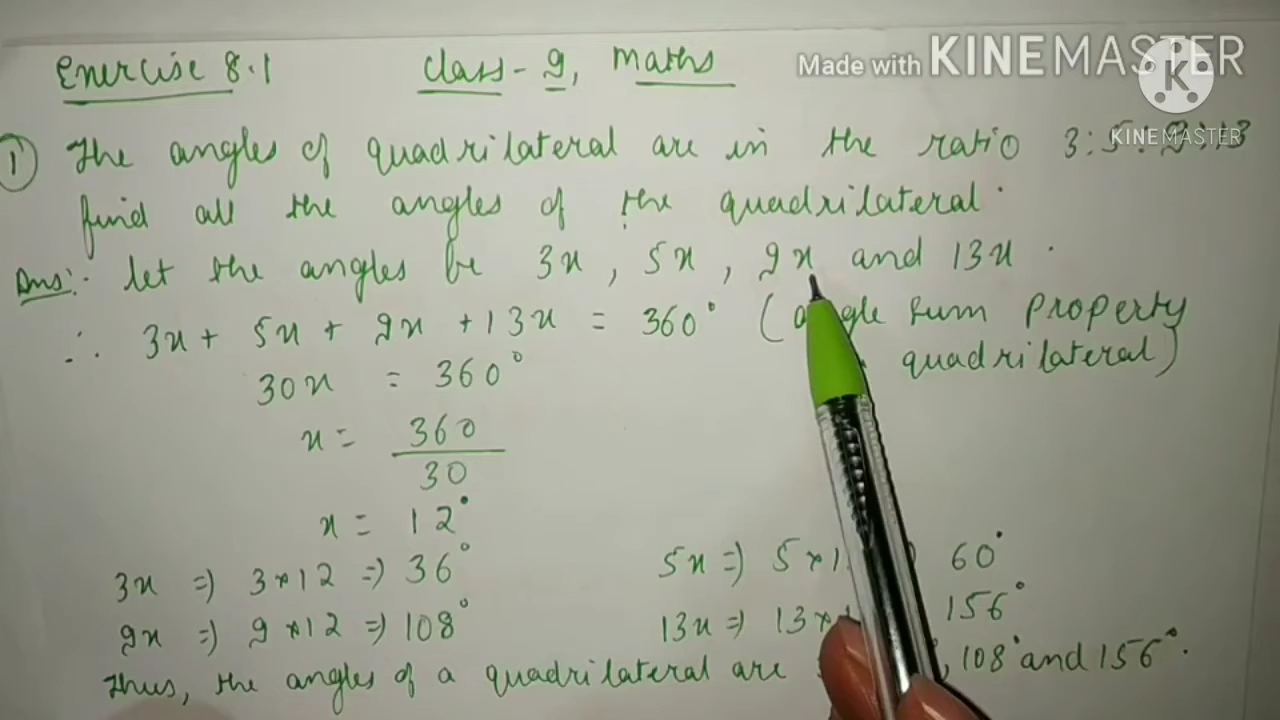 Made with KINEMASTER
KINEMASTER
Exercise 8.1 Class - 9, Maths
1 The angles of quadrilateral are in the ratio 3:5:9:13
find all the angles of the quadrilateral.
Ans:- let the angles be 3x, 5x, 9x and 13x.
∴ 3x + 5x + 9x + 13x = 360° ( angle sum Property
quadrilateral)
30x = 360°
x = 360/30
x = 12°
3x => 3×12 => 36° 5x => 5×1 60°
9x => 9×12 => 108° 13x => 13× 156°
Thus, the angles of a quadrilateral are , 108° and 156°.